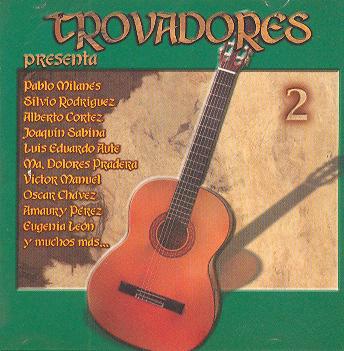 TROVADORES
presenta
Pablo Milanés
Silvio Rodríguez
Alberto Cortez
Joaquín Sabina
Luis Eduardo Aute
Ma. Dolores Pradera
Víctor Manuel
Oscar Chávez
Amaury Pérez
Eugenia León
y muchos más...
2